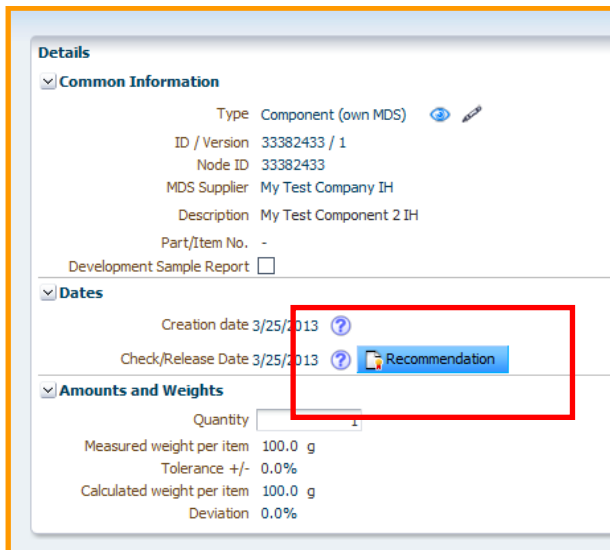 Details
Common Information
Type Component (own MDS)
ID / Version 33382433 / 1
Node ID 33382433
MDS Supplier My Test Company IH
Description My Test Component 2 IH
Part/Item No. -
Development Sample Report
Dates
Creation date 3/25/2013 ?
Check/Release Date 3/25/2013 ? Recommendation
Amounts and Weights
Quantity 1
Measured weight per item 100.0 g
Tolerance +/- 0.0%
Calculated weight per item 100.0 g
Deviation 0.0%